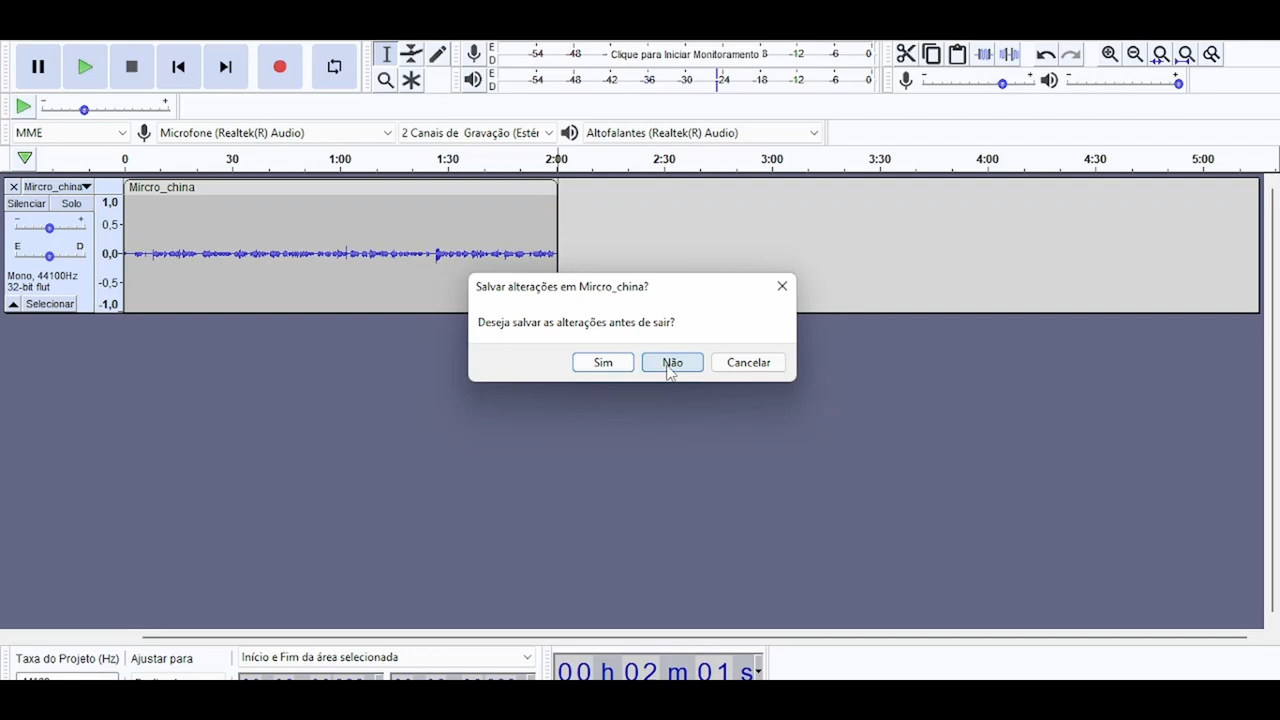 E
D
-54 -48 - Clique para Iniciar Monitoramento 8 -12 -6 0
E
D
-54 -48 -42 -36 -30 -24 -18 -12 -6 0
- +
- +
- +
MME
Microfone (Realtek(R) Audio)
2 Canais de Gravação (Estér
Altofalantes (Realtek(R) Audio)
0 30 1:00 1:30 2:00 2:30 3:00 3:30 4:00 4:30 5:00
Mircro_china
Mircro_china
Silenciar Solo
- +
E D
Mono, 44100Hz
32-bit flut
Selecionar
1,0
0,5
0,0
-0,5
-1,0
Salvar alterações em Mircro_china?
Deseja salvar as alterações antes de sair?
Sim Não Cancelar
Taxa do Projeto (Hz)
Ajustar para
Início e Fim da área selecionada
00 h 02 m 01 s